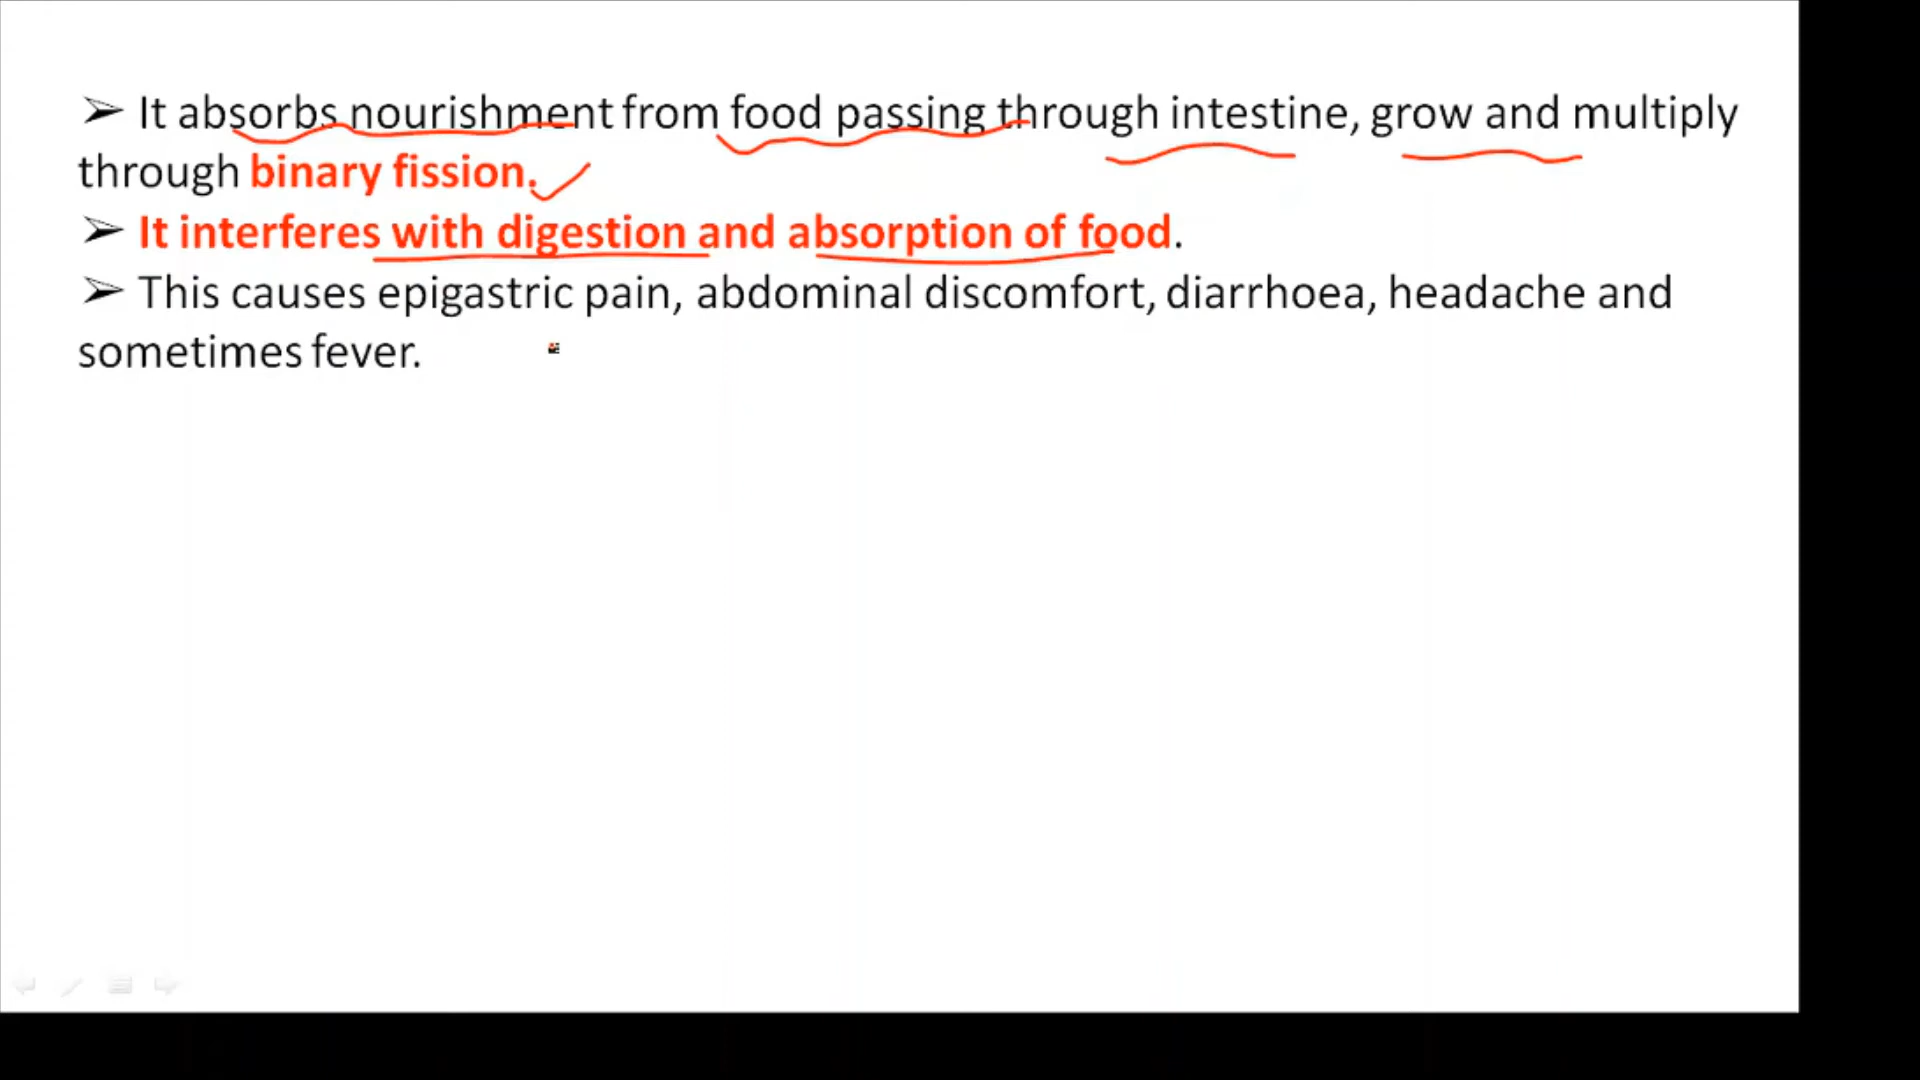 ➢ It absorbs nourishment from food passing through intestine, grow and multiply
through binary fission.
➢ It interferes with digestion and absorption of food.
➢ This causes epigastric pain, abdominal discomfort, diarrhoea, headache and
sometimes fever.